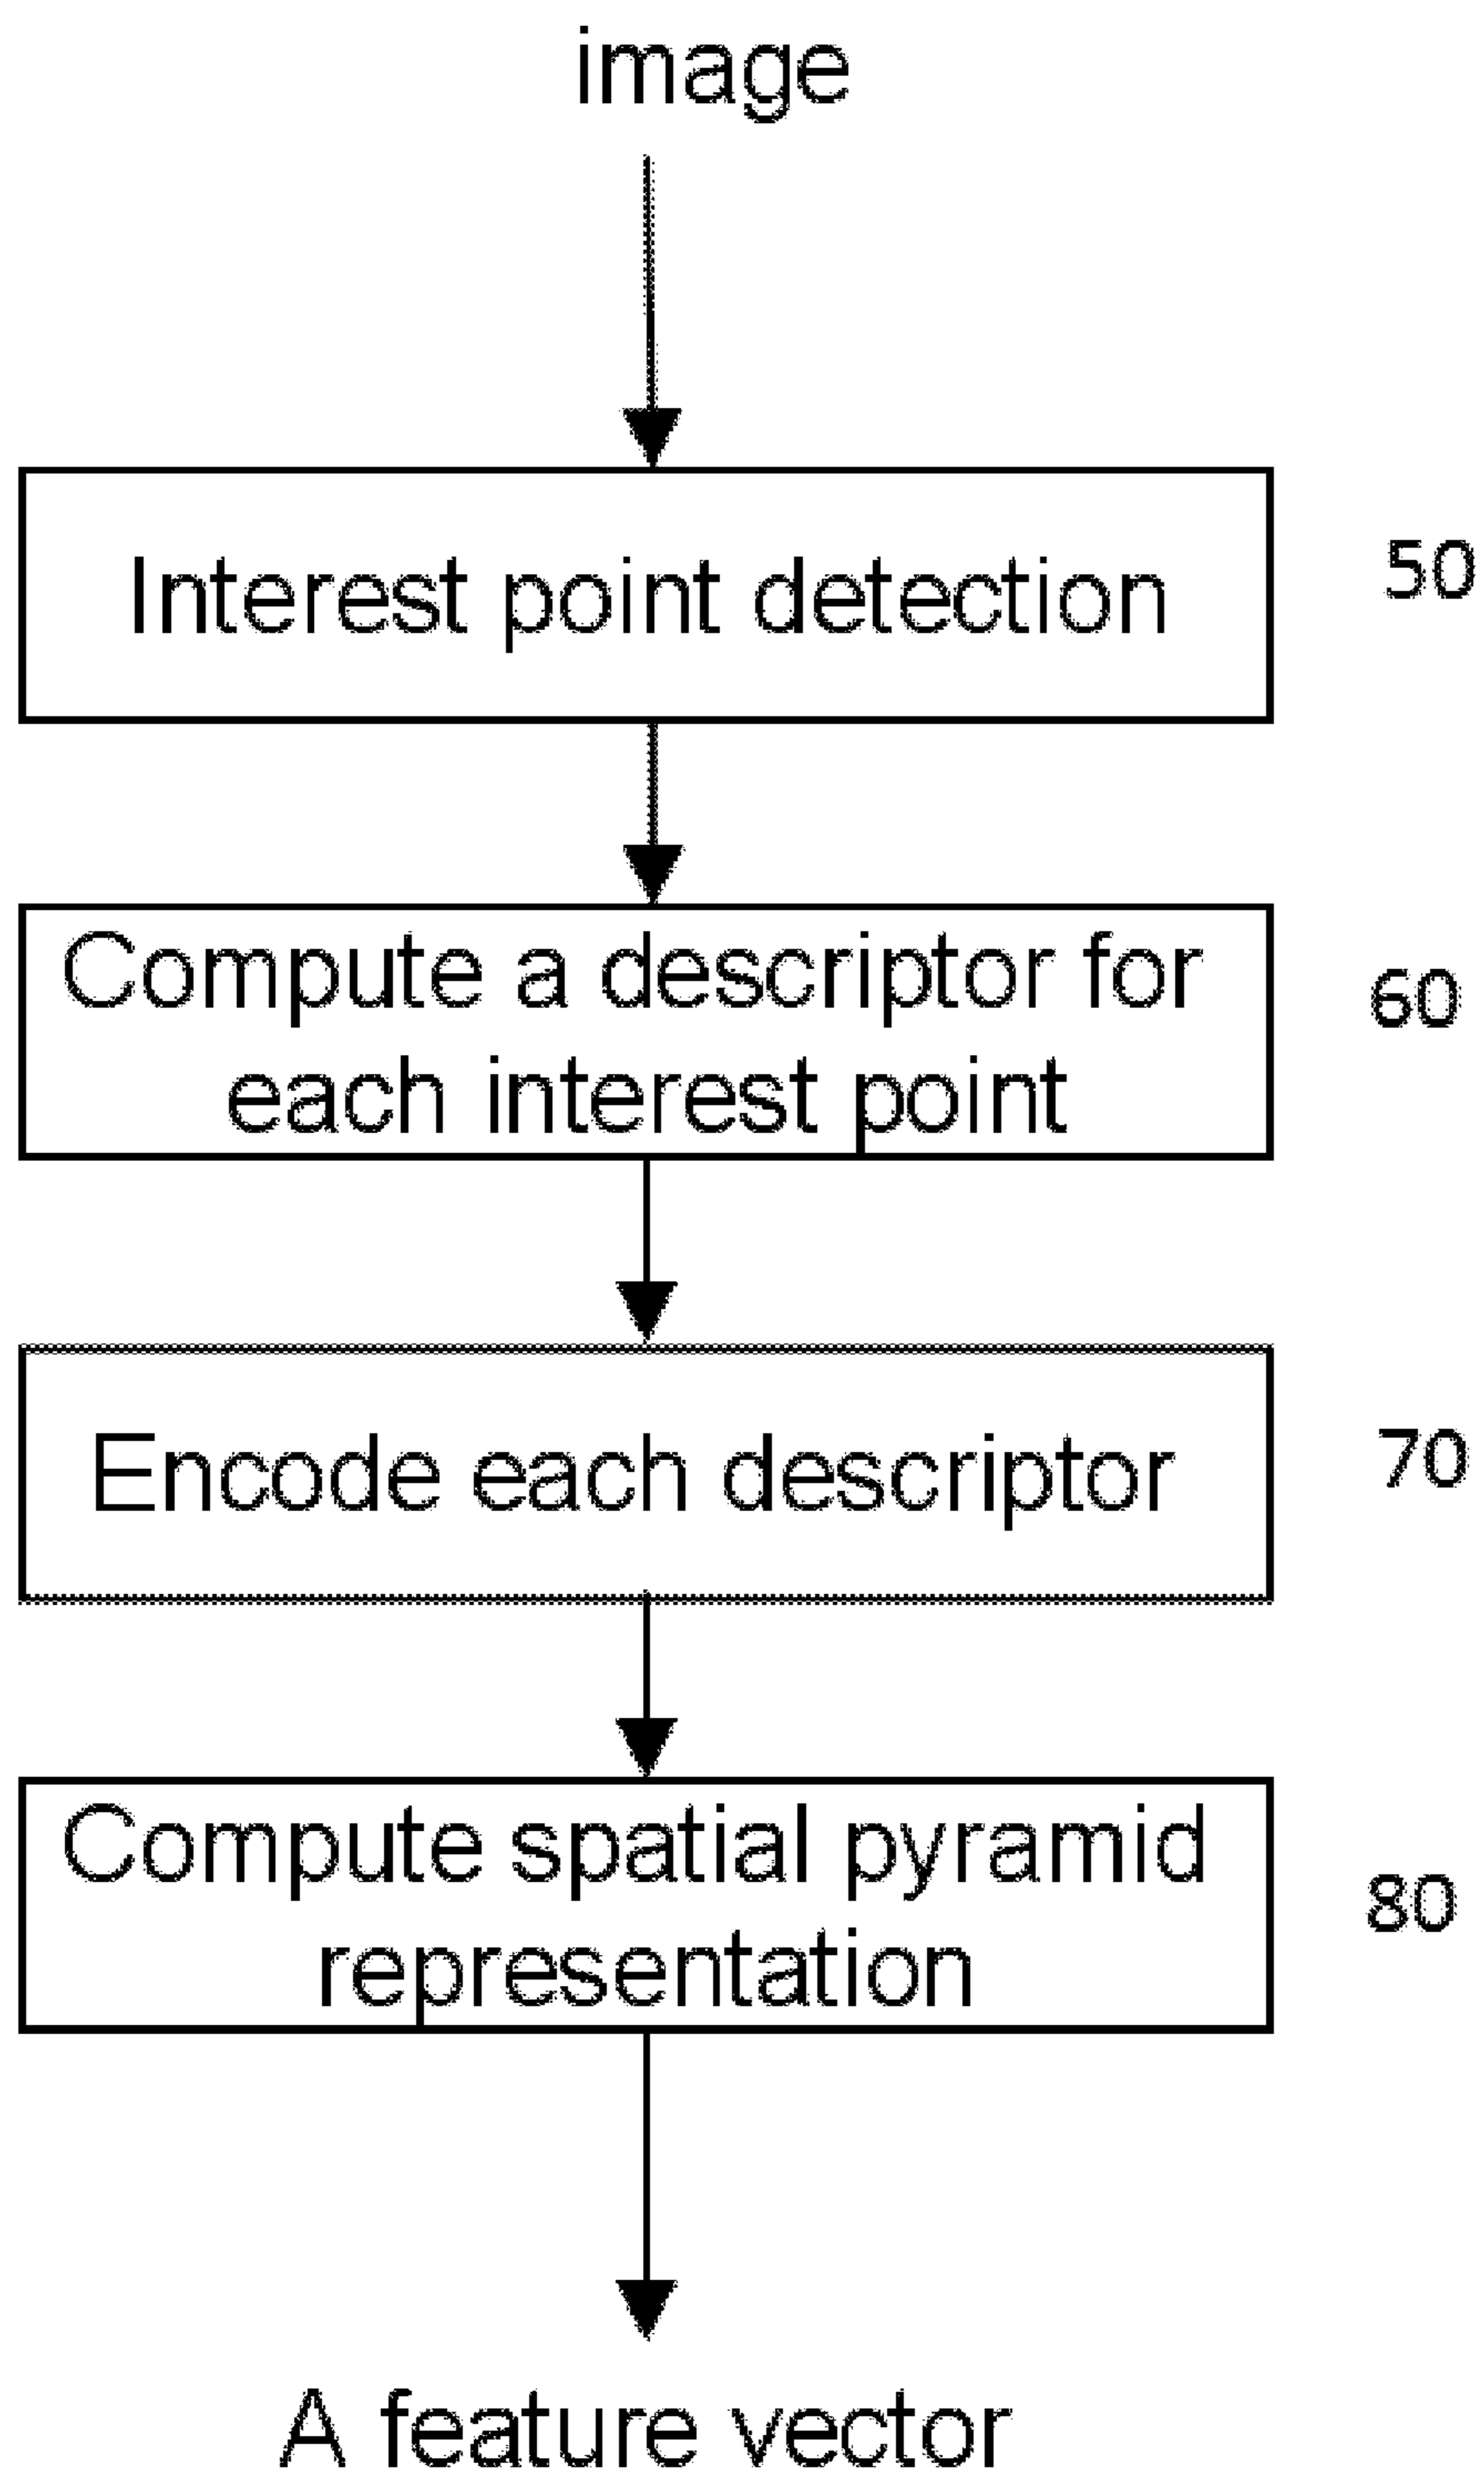 image
Interest point detection
50
Compute a descriptor for
60
each interest point
Encode each descriptor
70
Compute spatial pyramid
80
representation
A feature vector